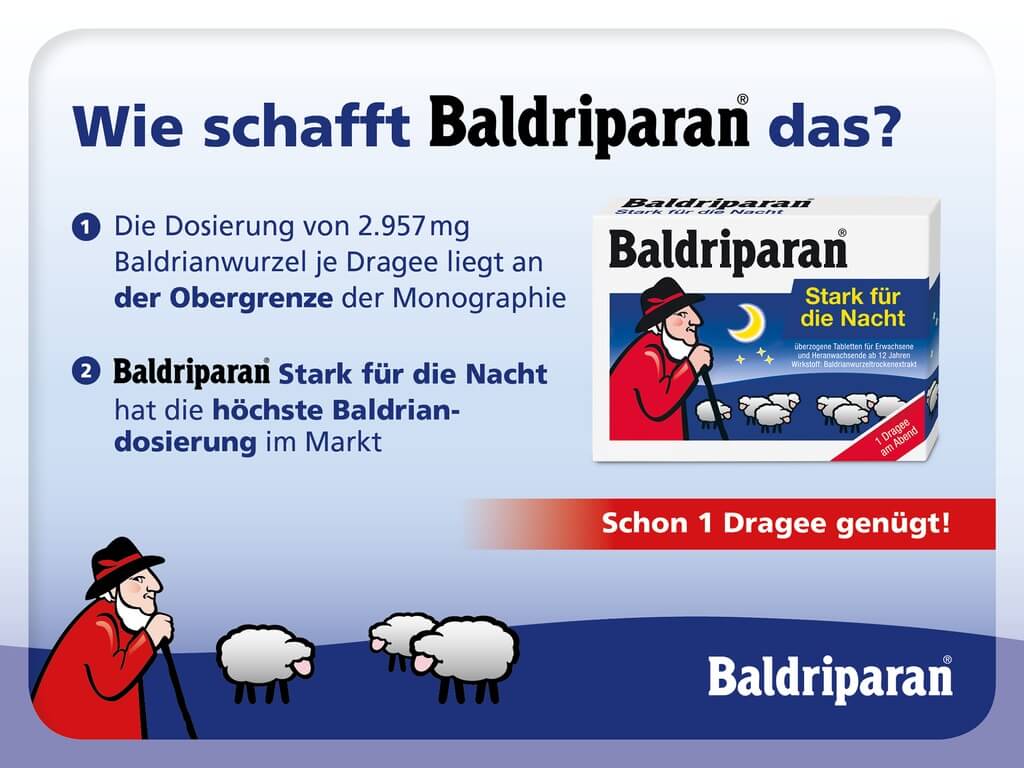 Wie schafft Baldriparan® das?
1 Die Dosierung von 2.957 mg
Baldrianwurzel je Dragee liegt an
der Obergrenze der Monographie
2 Baldriparan® Stark für die Nacht
hat die höchste Baldrian-
dosierung im Markt
Baldriparan®
Stark für die Nacht
Baldriparan®
Stark für
die Nacht
überzogene Tabletten für Erwachsene
und Heranwachsende ab 12 Jahren
Wirkstoff: Baldrianwurzeltrockenextrakt
1 Dragee
am Abend
Schon 1 Dragee genügt!
Baldriparan®